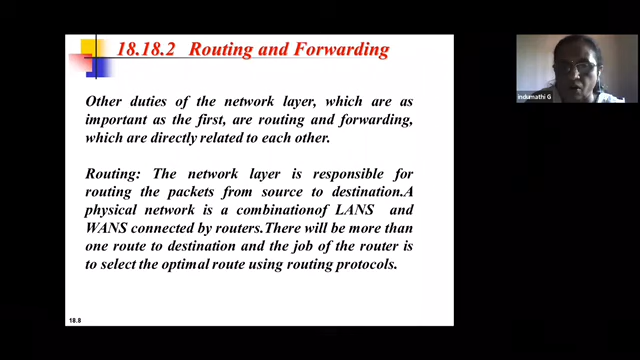 18.18.2 Routing and Forwarding
Other duties of the network layer, which are as
important as the first, are routing and forwarding,
which are directly related to each other.
Routing: The network layer is responsible for
routing the packets from source to destination.A
physical network is a combinationof LANS and
WANS connected by routers.There will be more than
one route to destination and the job of the router is
to select the optimal route using routing protocols.
18.8
indumathi G